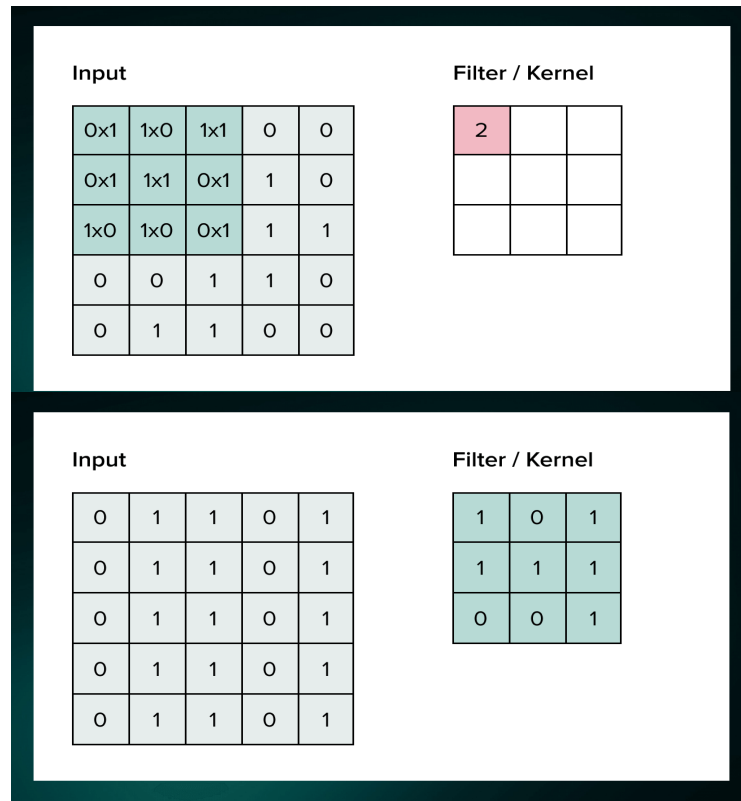 Input Filter / Kernel
0x1 1x0 1x1 0 0 2
0x1 1x1 0x1 1 0
1x0 1x0 0x1 1 1
0 0 1 1 0
0 1 1 0 0
Input Filter / Kernel
0 1 1 0 1 1 0 1
0 1 1 0 1 1 1 1
0 1 1 0 1 0 0 1
0 1 1 0 1
0 1 1 0 1